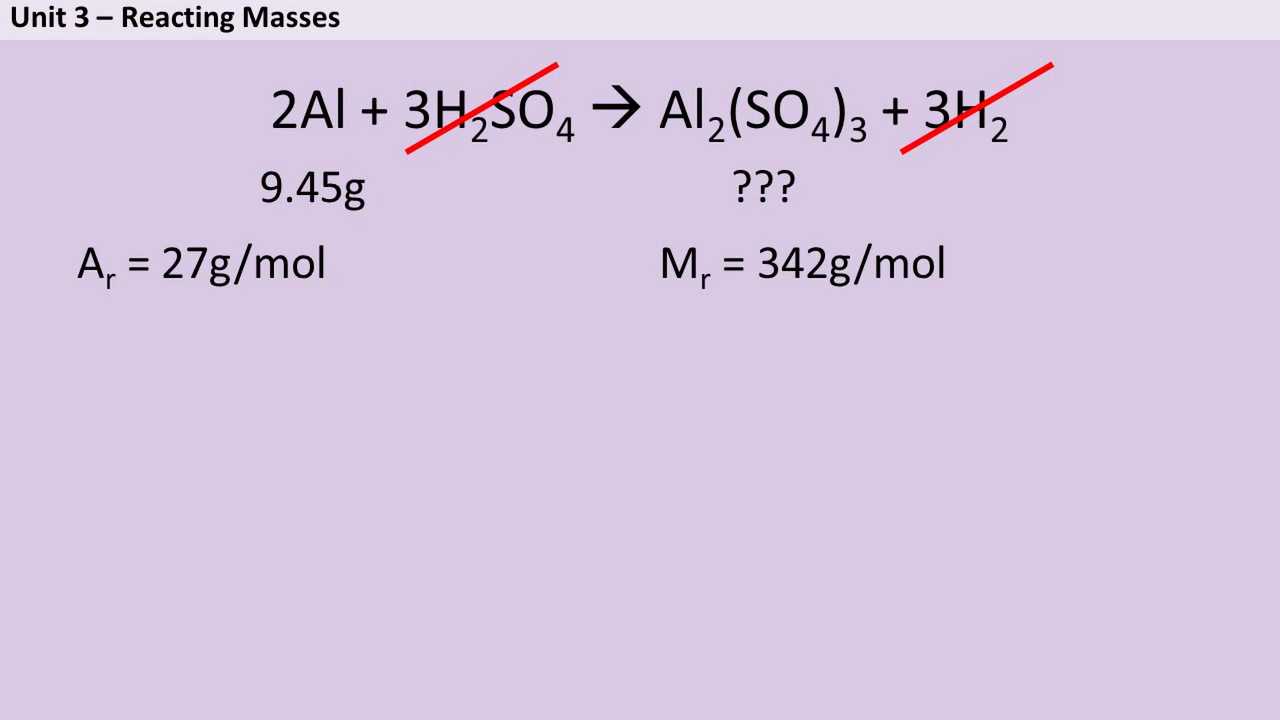 Unit 3 – Reacting Masses
2Al + 3H₂SO₄ → Al₂(SO₄)₃ + 3H₂
9.45g ???
Aᵣ = 27g/mol Mᵣ = 342g/mol